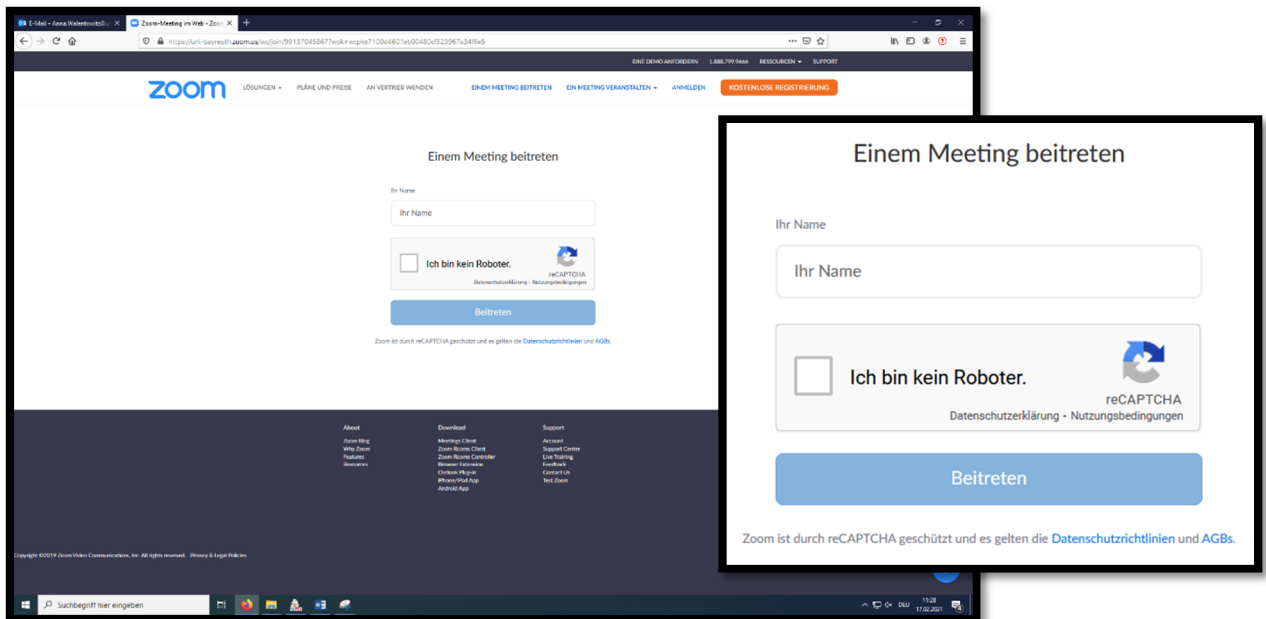 E-Mail - Anna.Walentowitz@u
Zoom-Meeting im Web - Zoom
https://uni-bayreuth.zoom.us/wc/join/
EINE DEMO ANFORDERN 1.888.799.9666 RESSOURCEN SUPPORT
zoom LÖSUNGEN PLÄNE UND PREISE AN VERTRIEB WENDEN EINEM MEETING BEITRETEN EIN MEETING VERANSTALTEN ANMELDEN KOSTENLOSE REGISTRIERUNG
Einem Meeting beitreten
Ihr Name
Ihr Name
Ich bin kein Roboter.
reCAPTCHA
Datenschutzerklärung - Nutzungsbedingungen
Beitreten
Zoom ist durch reCAPTCHA geschützt und es gelten die Datenschutzrichtlinien und AGBs.
Einem Meeting beitreten
Ihr Name
Ihr Name
Ich bin kein Roboter.
reCAPTCHA
Datenschutzerklärung - Nutzungsbedingungen
Beitreten
Zoom ist durch reCAPTCHA geschützt und es gelten die Datenschutzrichtlinien und AGBs.
About
Zoom Blog
Why Zoom
Features
Resources
Download
Meetings Client
Zoom Rooms Client
Zoom Rooms Controller
Browser Extension
Outlook Plug-in
iPhone/iPad App
Android App
Support
Account
Support Center
Live Training
Feedback
Contact Us
Test Zoom
Copyright ©2019 Zoom Video Communications, Inc. All rights reserved. Privacy & Legal Policies
Suchbegriff hier eingeben
DEU
11:28
17.02.2021